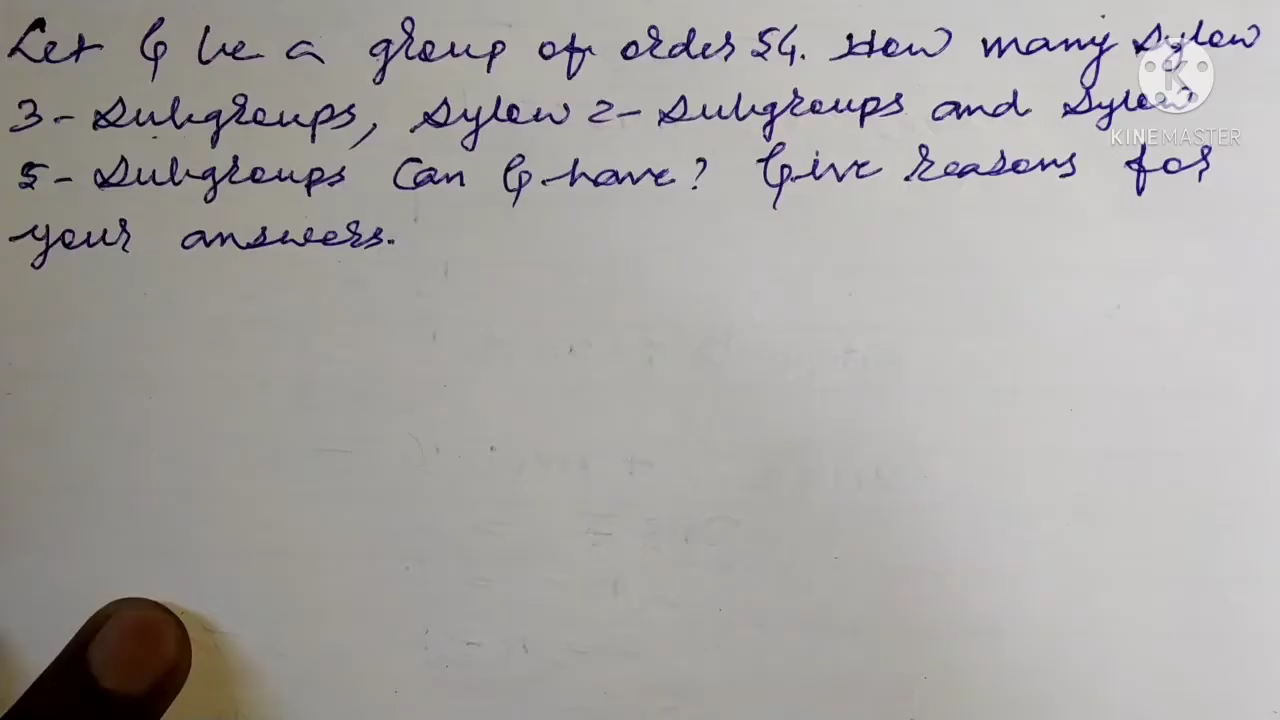 Let G be a group of order 54. How many Sylow
3-Subgroups, Sylow 2-Subgroups and Sylow
5-Subgroups Can G have? Give reasons for
your answers.
K
KINEMASTER